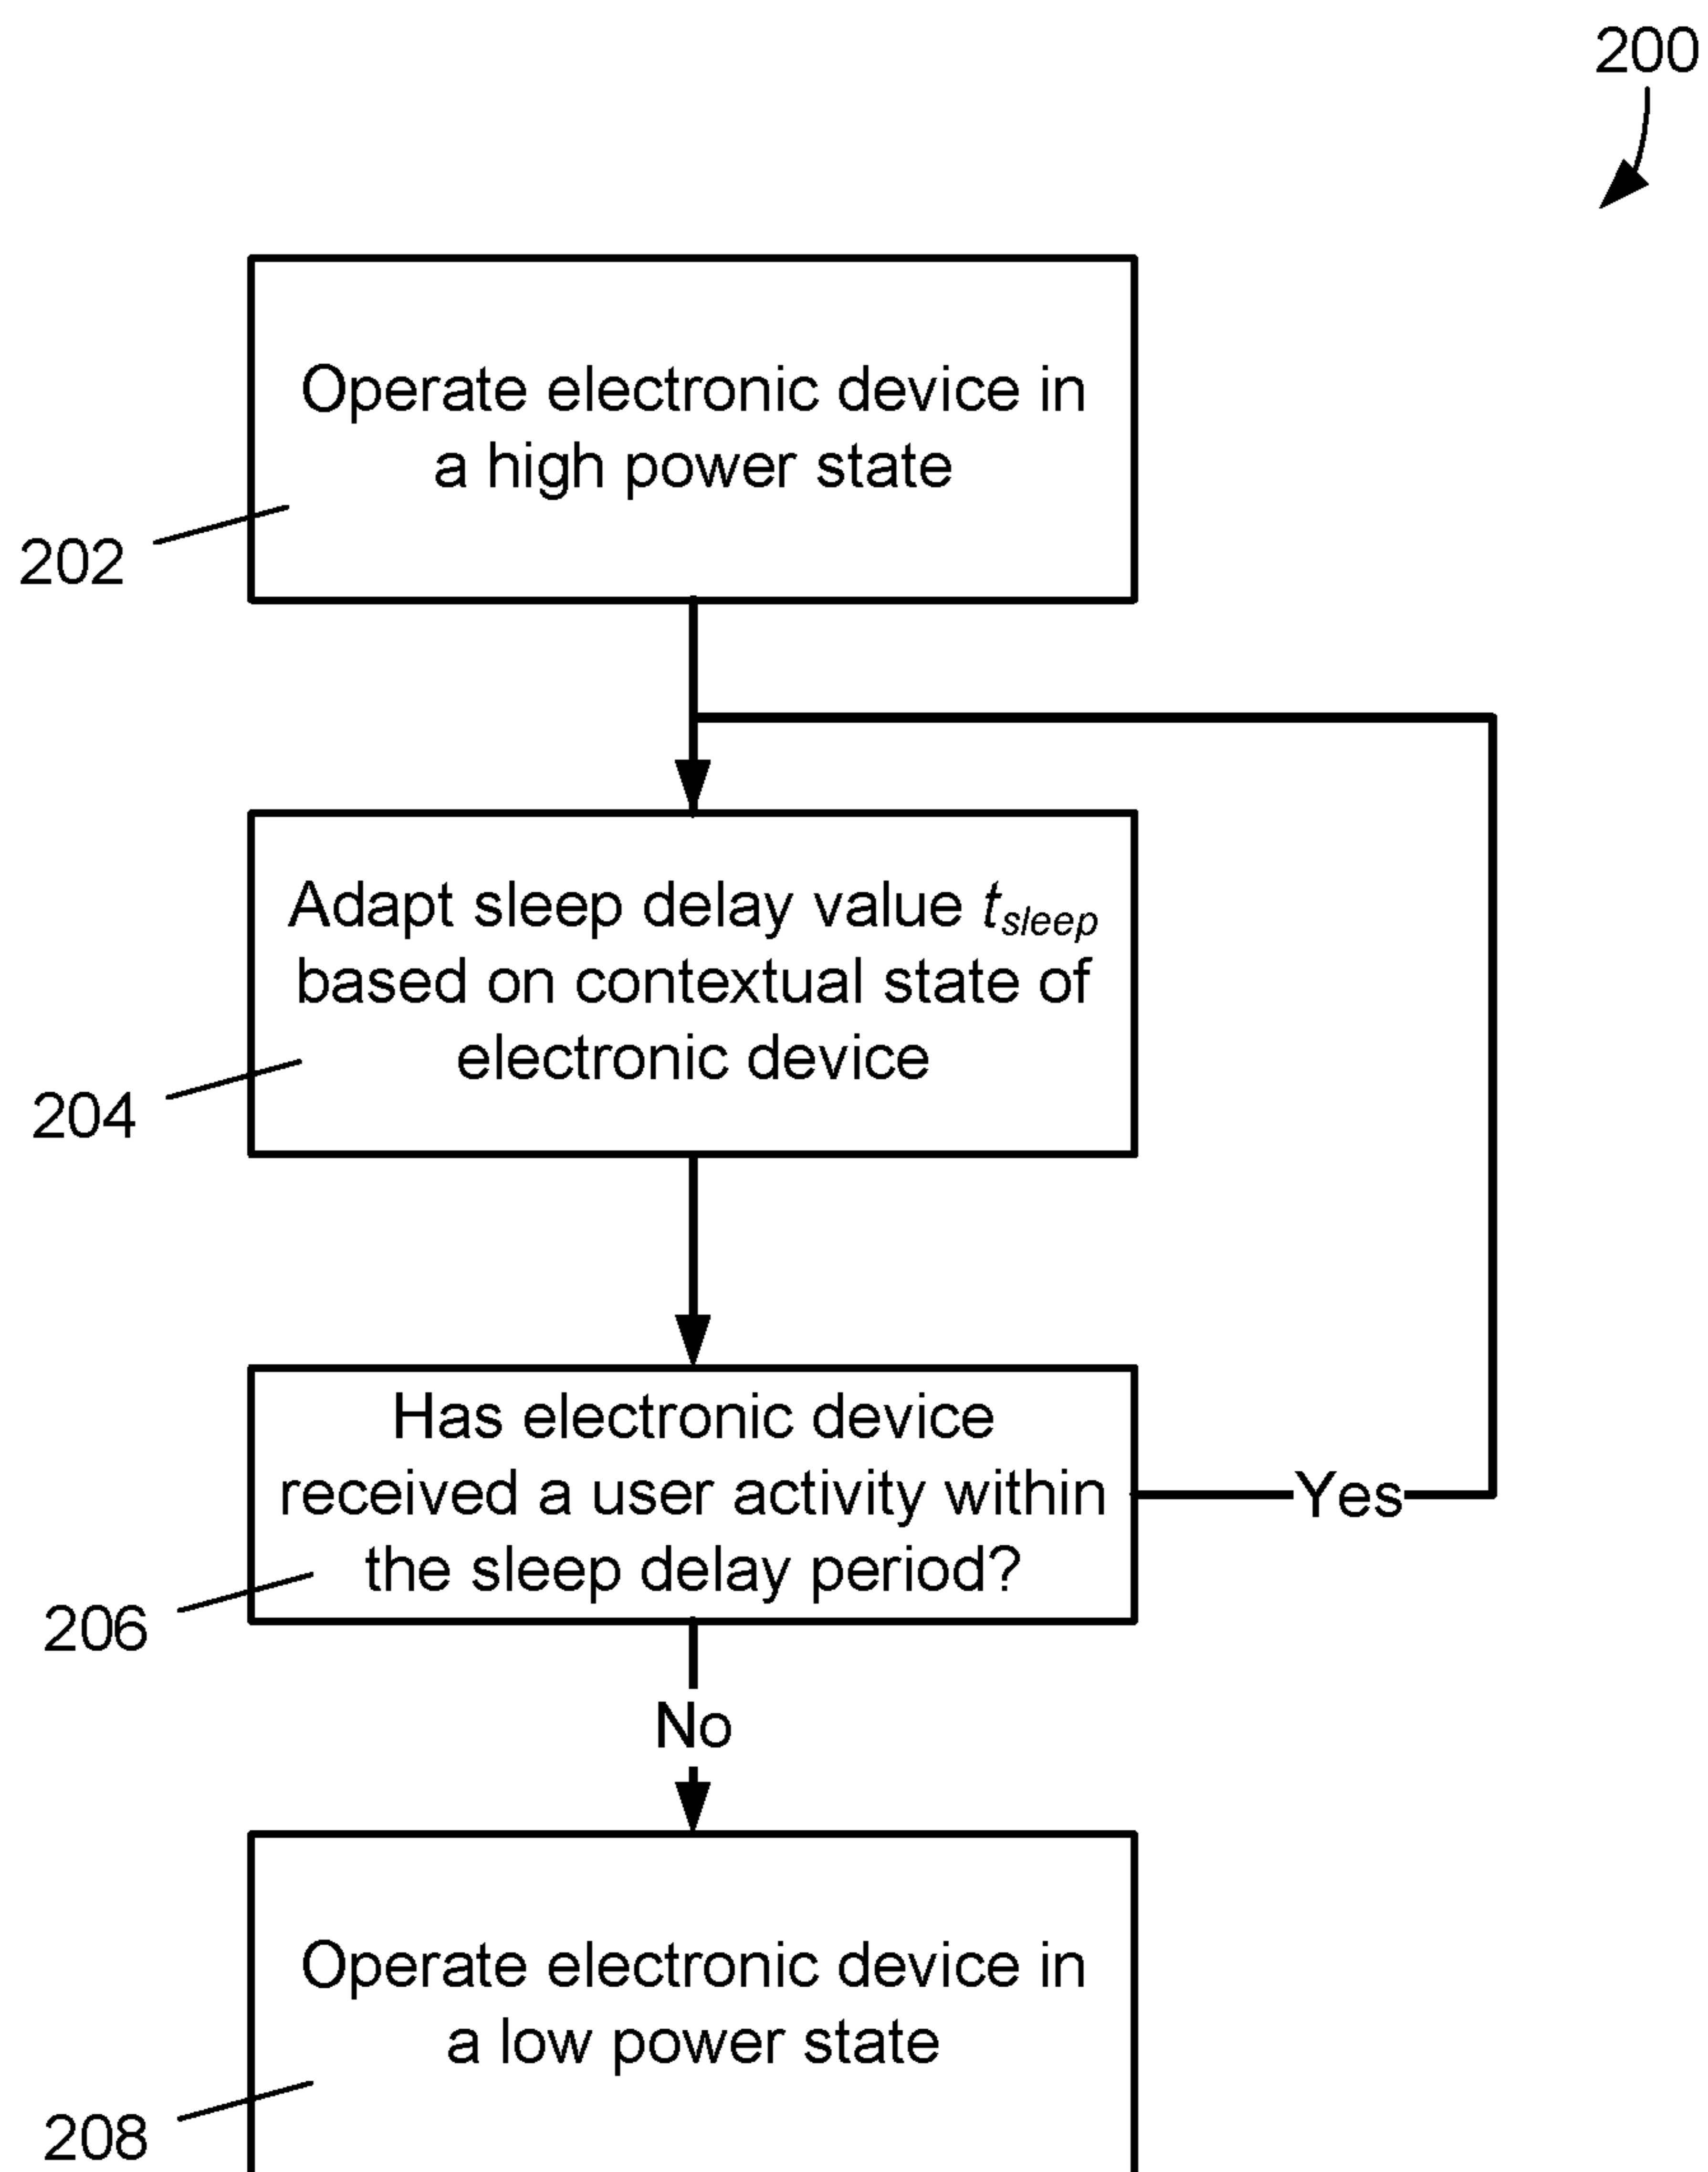 200
Operate electronic device in
a high power state
202
Adapt sleep delay value tsleep
based on contextual state of
electronic device
204
Has electronic device
received a user activity within
the sleep delay period?
Yes
206
No
Operate electronic device in
a low power state
208